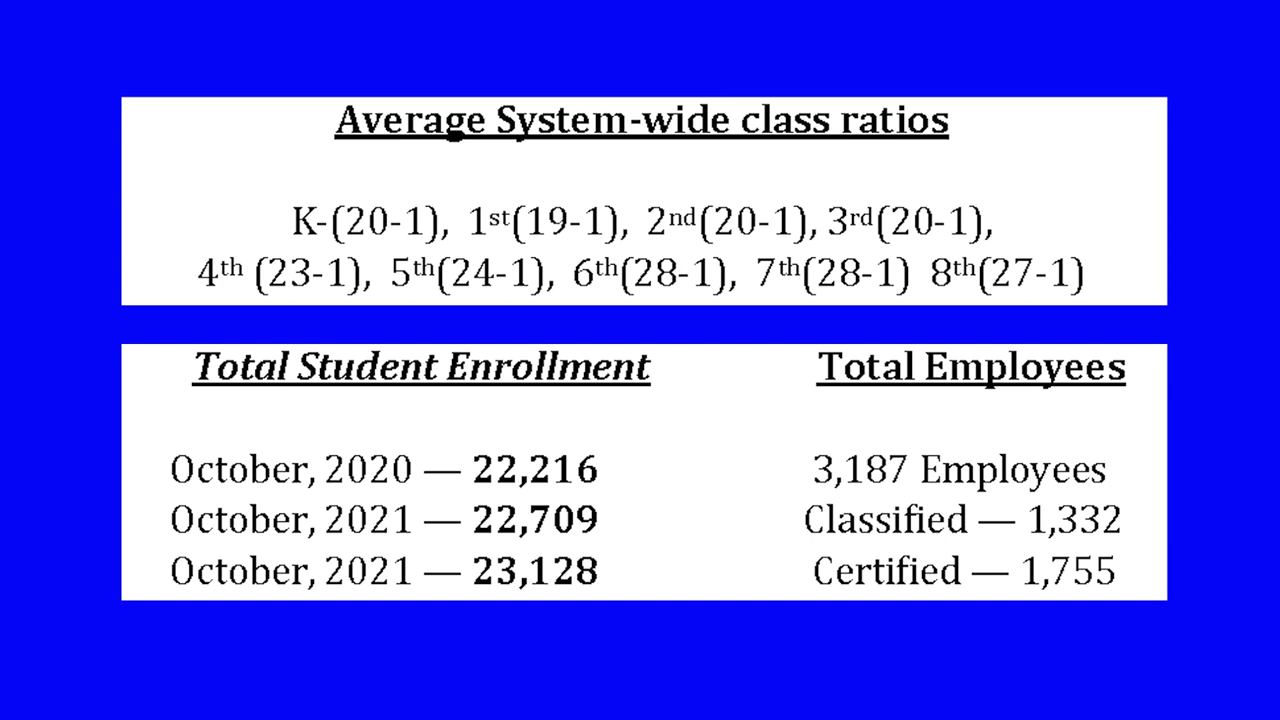 Average System-wide class ratios
K-(20-1), 1st(19-1), 2nd(20-1), 3rd(20-1),
4th (23-1), 5th(24-1), 6th(28-1), 7th(28-1) 8th(27-1)
Total Student Enrollment
October, 2020 — 22,216
October, 2021 — 22,709
October, 2021 — 23,128
Total Employees
3,187 Employees
Classified — 1,332
Certified — 1,755